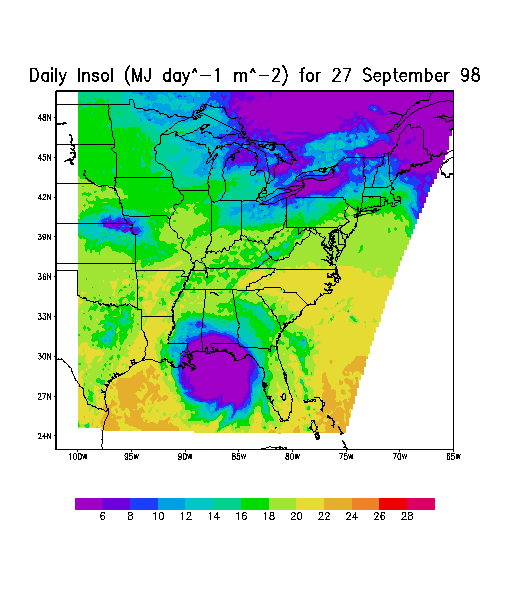 Daily Insol (MJ day^-1 m^-2) for 27 September 98
48N
45N
42N
39N
36N
33N
30N
27N
24N
100W 95W 90W 85W 80W 75W 70W 65W
6 8 10 12 14 16 18 20 22 24 26 28